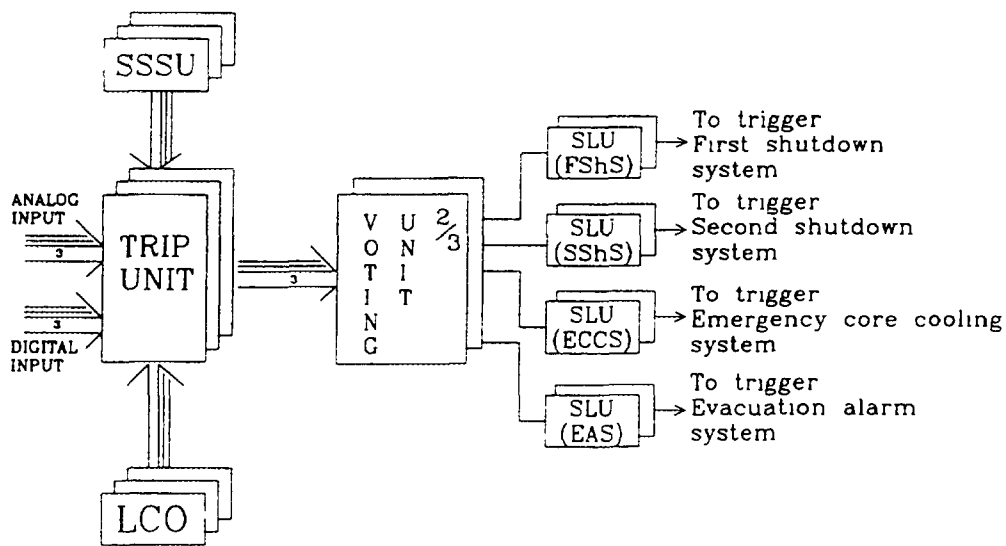 SSSU
ANALOG
INPUT
3
3
DIGITAL
INPUT
TRIP
UNIT
LCO
3
VOTING
UNIT
2/3
SLU
(FShS)
To trigger
First shutdown
system
SLU
(SShS)
To trigger
Second shutdown
system
SLU
(ECCS)
To trigger
Emergency core cooling
system
SLU
(EAS)
To trigger
Evacuation alarm
system